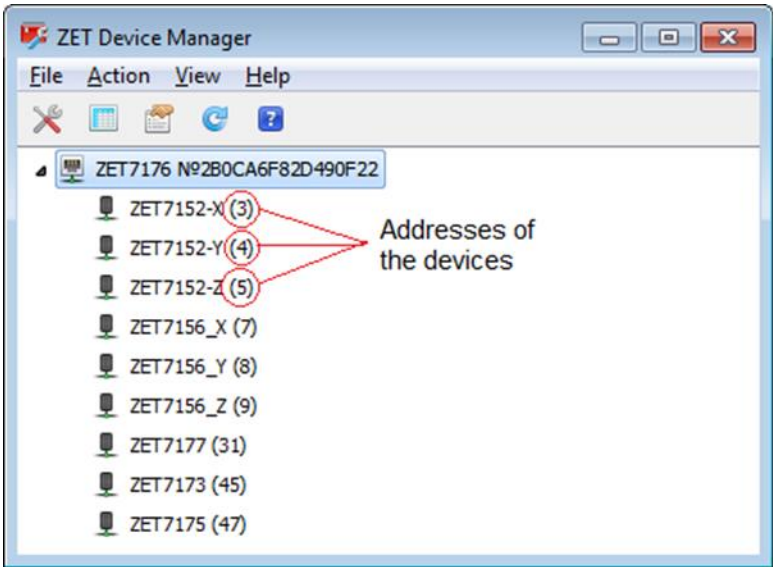 ZET Device Manager
File Action View Help
ZET7176 №2B0CA6F82D490F22
ZET7152-X (3)
ZET7152-Y (4)
ZET7152-Z (5)
Addresses of
the devices
ZET7156_X (7)
ZET7156_Y (8)
ZET7156_Z (9)
ZET7177 (31)
ZET7173 (45)
ZET7175 (47)